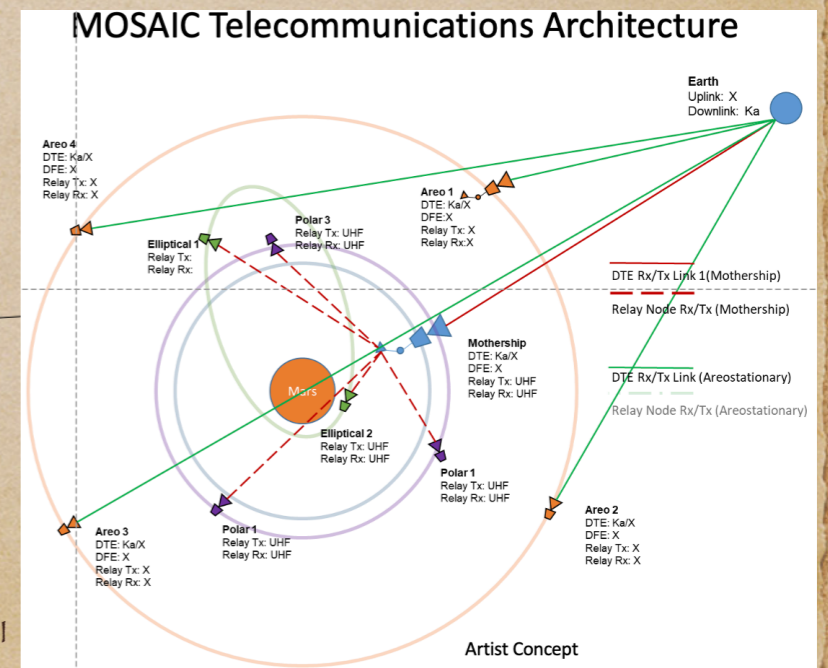 MOSAIC Telecommunications Architecture
Earth
Uplink: X
Downlink: Ka
Areo 4
DTE: Ka/X
DFE: X
Relay Tx: X
Relay Rx: X
Areo 1
DTE: Ka/X
DFE:X
Relay Tx: X
Relay Rx:X
Polar 3
Relay Tx: UHF
Relay Rx: UHF
Elliptical 1
Relay Tx:
Relay Rx:
DTE Rx/Tx Link 1(Mothership)
Relay Node Rx/Tx (Mothership)
Mothership
DTE: Ka/X
DFE: X
Relay Tx: UHF
Relay Rx: UHF
DTE Rx/Tx Link (Areostationary)
Relay Node Rx/Tx (Areostationary)
Mars
Elliptical 2
Relay Tx: UHF
Relay Rx: UHF
Polar 1
Relay Tx: UHF
Relay Rx: UHF
Areo 2
DTE: Ka/X
DFE: X
Relay Tx: X
Relay Rx: X
Polar 1
Relay Tx: UHF
Relay Rx: UHF
Areo 3
DTE: Ka/X
DFE: X
Relay Tx: X
Relay Rx: X
Artist Concept